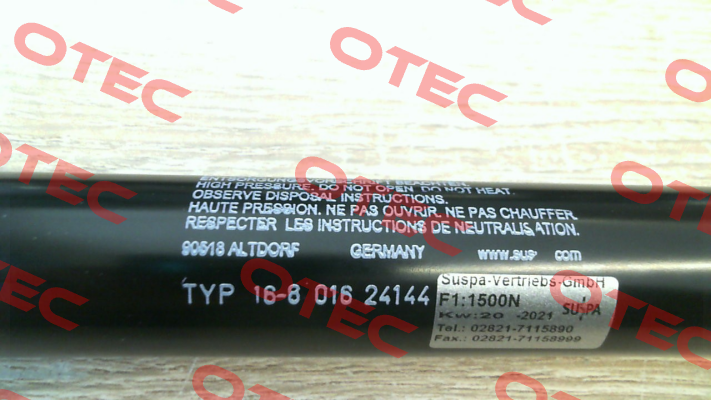 OTEC
HIGH PRESSURE. DO NOT OPEN. DO NOT HEAT.
OBSERVE DISPOSAL INSTRUCTIONS.
HAUTE PRESSION. NE PAS OUVRIR. NE PAS CHAUFFER.
RESPECTER LES INSTRUCTIONS DE NEUTRALISATION.
90518 ALTDORF GERMANY www.sus com
TYP 16-8 016 24144
Suspa-Vertriebs-GmbH
F1:1500N
SUSPA
Kw:20 -2021
Tel.: 02821-7115890
Fax.: 02821-71158999